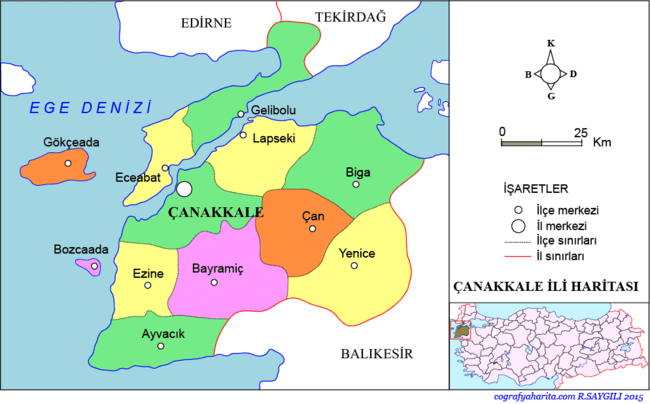 EDİRNE
TEKİRDAĞ
EGE DENİZİ
Gelibolu
Lapseki
Gökçeada
Eceabat
Biga
ÇANAKKALE
Çan
Bozcaada
Yenice
Ezine
Bayramiç
Ayvacık
BALIKESİR
K
B D
G
0 25
Km
İŞARETLER
İlçe merkezi
İl merkezi
İlçe sınırları
İl sınırları
ÇANAKKALE İLİ HARİTASI
cografyaharita.com R.SAYGILI 2015